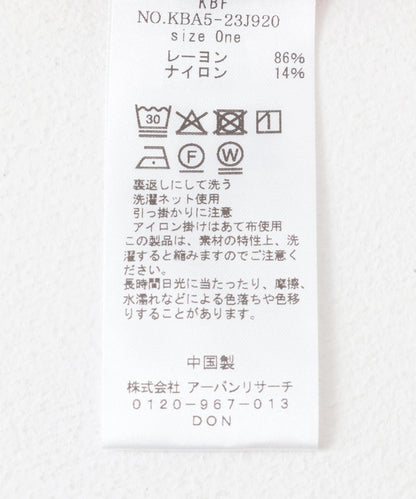 KBF
NO.KBA5-23J920
size One
レーヨン 86%
ナイロン 14%
30
F W
裏返しにして洗う
洗濯ネット使用
引っ掛かりに注意
アイロン掛けはあて布使用
この製品は、素材の特性上、洗
濯すると縮みますのでご注意く
ださい。
長時間日光に当たったり、摩擦、
水濡れなどによる色落ちや色移
りすることがあります。
中国製
株式会社 アーバンリサーチ
0120-967-013
DON